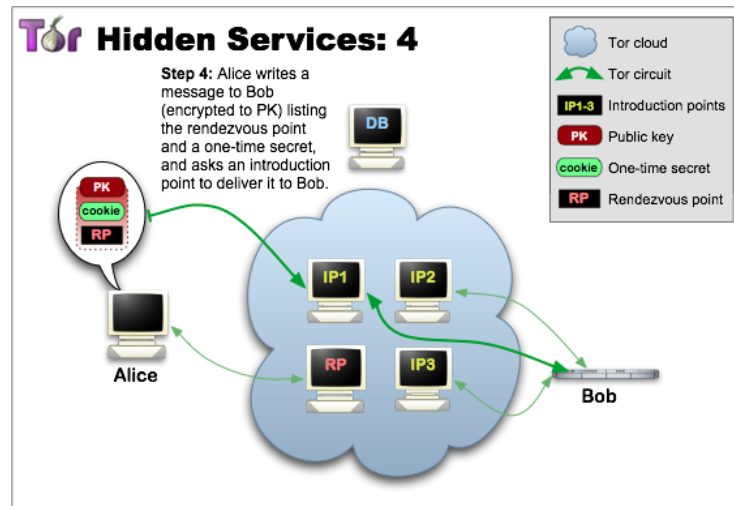 Tor Hidden Services: 4
Step 4: Alice writes a
message to Bob
(encrypted to PK) listing
the rendezvous point
and a one-time secret,
and asks an introduction
point to deliver it to Bob.
DB
Tor cloud
Tor circuit
IP1-3 Introduction points
PK Public key
cookie One-time secret
RP Rendezvous point
PK
cookie
RP
IP1
IP2
RP
IP3
Alice
Bob